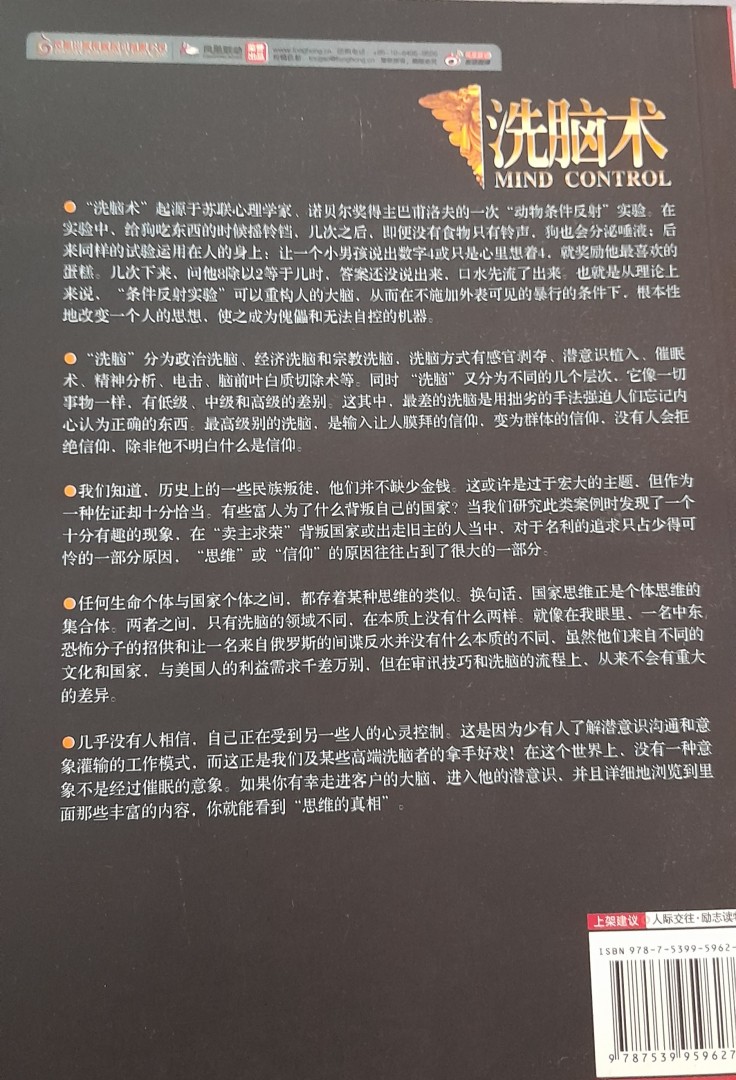 凤凰联动
荣誉出品
洗脑术
MIND CONTROL
“洗脑术”起源于苏联心理学家、诺贝尔奖得主巴甫洛夫的一次“动物条件反射”实验。在
实验中、给狗吃东西的时候摇铃铛，几次之后，即便没有食物只有铃声，狗也会分泌唾液；后
来同样的试验运用在人的身上：让一个小男孩说出数字4或只是心里想着4，就奖励他最喜欢的
蛋糕。几次下来，问他8除以2等于几时，答案还没说出来、口水先流了出来。也就是从理论上
来说，“条件反射实验”可以重构人的大脑，从而在不施加外表可见的暴行的条件下，根本性
地改变一个人的思想、使之成为傀儡和无法自控的机器。
“洗脑”分为政治洗脑、经济洗脑和宗教洗脑，洗脑方式有感官剥夺、潜意识植入、催眠
术、精神分析、电击、脑前叶白质切除术等。同时“洗脑”又分为不同的几个层次，它像一切
事物一样，有低级、中级和高级的差别。这其中，最差的洗脑是用拙劣的手法强迫人们忘记内
心认为正确的东西。最高级别的洗脑，是输入让人膜拜的信仰，变为群体的信仰，没有人会拒
绝信仰，除非他不明白什么是信仰。
我们知道，历史上的一些民族叛徒，他们并不缺少金钱。这或许是过于宏大的主题，但作为
一种佐证却十分恰当。有些富人为了什么背叛自己的国家？当我们研究此类案例时发现了一个
十分有趣的现象，在“卖主求荣”背叛国家或出走旧主的人当中，对于名利的追求只占少得可
怜的一部分原因，“思维”或“信仰”的原因往往占到了很大的一部分。
任何生命个体与国家个体之间，都存着某种思维的类似。换句话，国家思维正是个体思维的
集合体。两者之间，只有洗脑的领域不同，在本质上没有什么两样。就像在我眼里、一名中东
恐怖分子的招供和让一名来自俄罗斯的间谍反水并没有什么本质的不同，虽然他们来自不同的
文化和国家，与美国人的利益需求千差万别，但在审讯技巧和洗脑的流程上、从来不会有重大
的差异。
几乎没有人相信，自己正在受到另一些人的心灵控制。这是因为少有人了解潜意识沟通和意
象灌输的工作模式，而这正是我们及某些高端洗脑者的拿手好戏！在这个世界上、没有一种意
象不是经过催眠的意象。如果你有幸走进客户的大脑，进入他的潜意识、并且详细地浏览到里
面那些丰富的内容，你就能看到“思维的真相”。
上架建议 人际交往·励志读
ISBN 978-7-5399-5962-
9 787539 959627